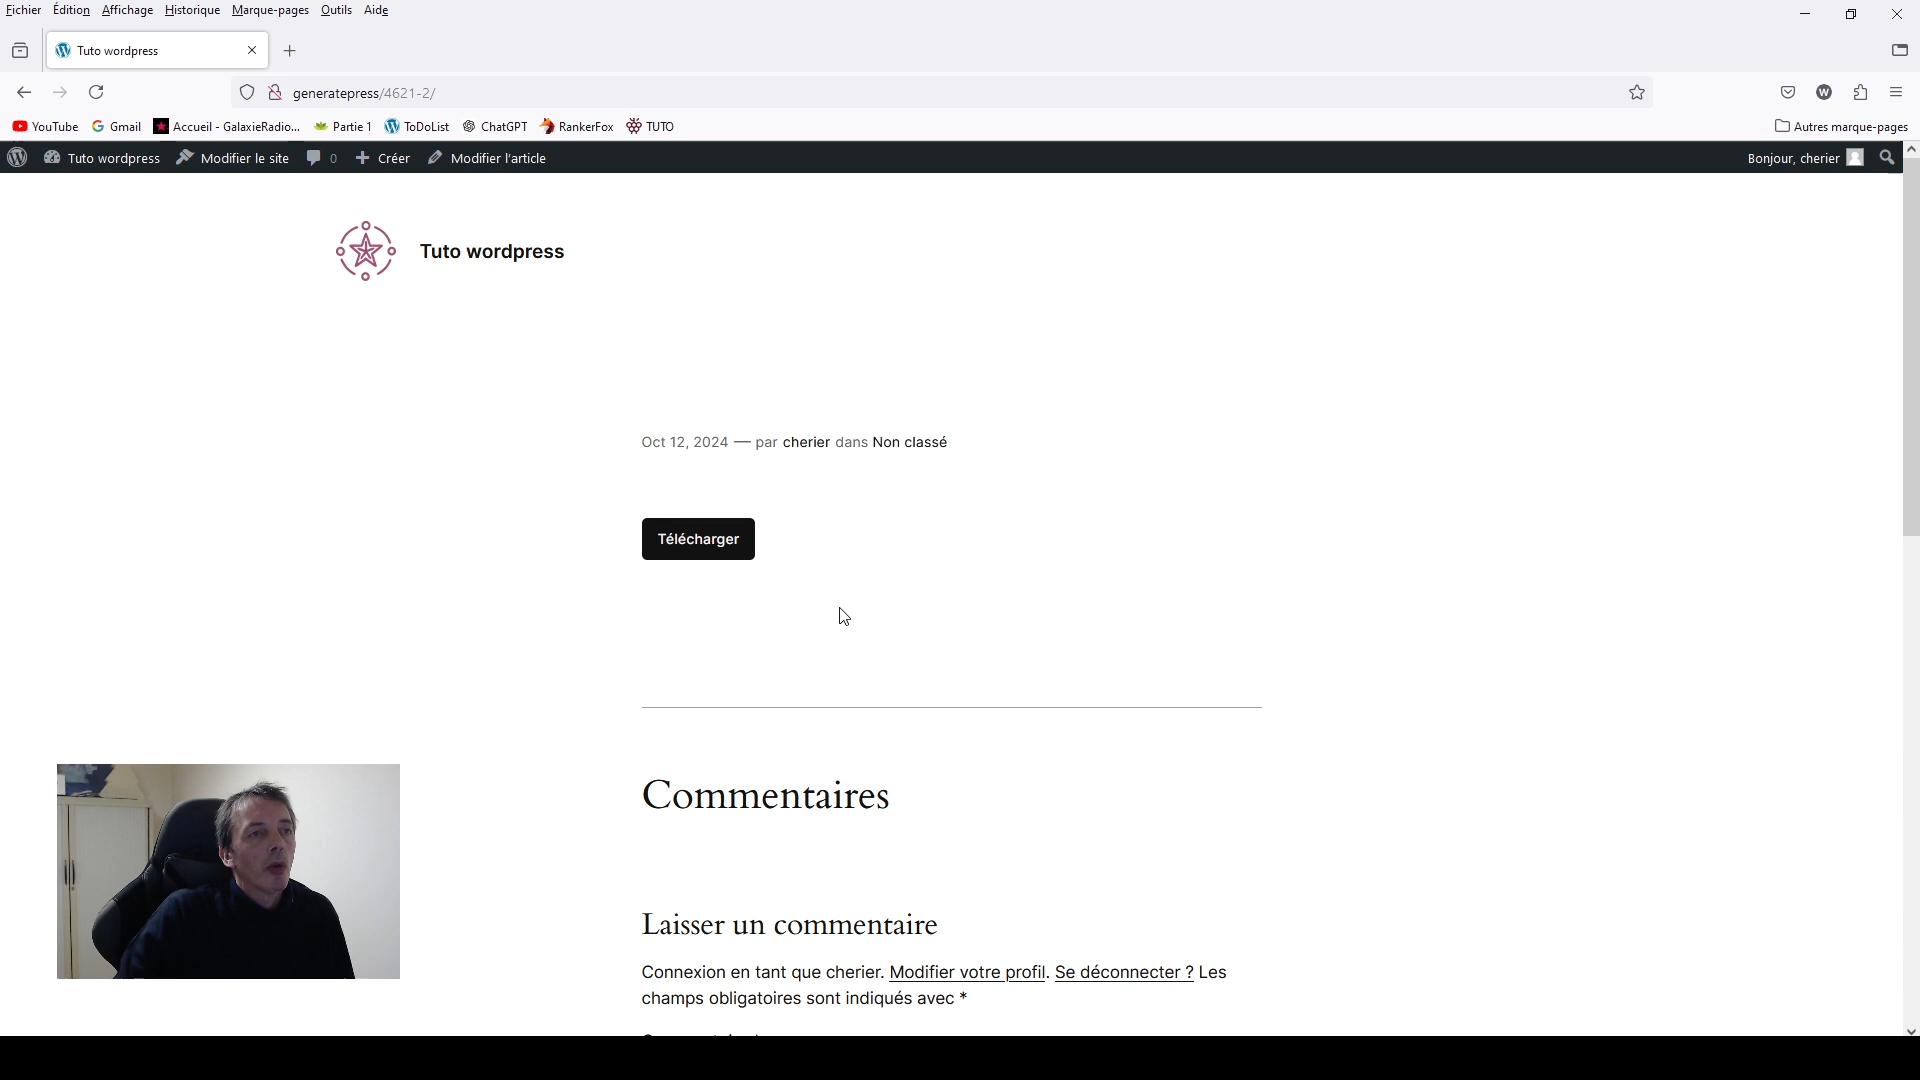 Fichier Édition Affichage Historique Marque-pages Outils Aide
Tuto wordpress
generatepress/4621-2/
YouTube Gmail Accueil - GalaxieRadio... Partie 1 ToDoList ChatGPT RankerFox TUTO Autres marque-pages
Tuto wordpress Modifier le site 0 Créer Modifier l'article Bonjour, cherier
Tuto wordpress
Oct 12, 2024 — par cherier dans Non classé
Télécharger
Commentaires
Laisser un commentaire
Connexion en tant que cherier. Modifier votre profil. Se déconnecter ? Les
champs obligatoires sont indiqués avec *